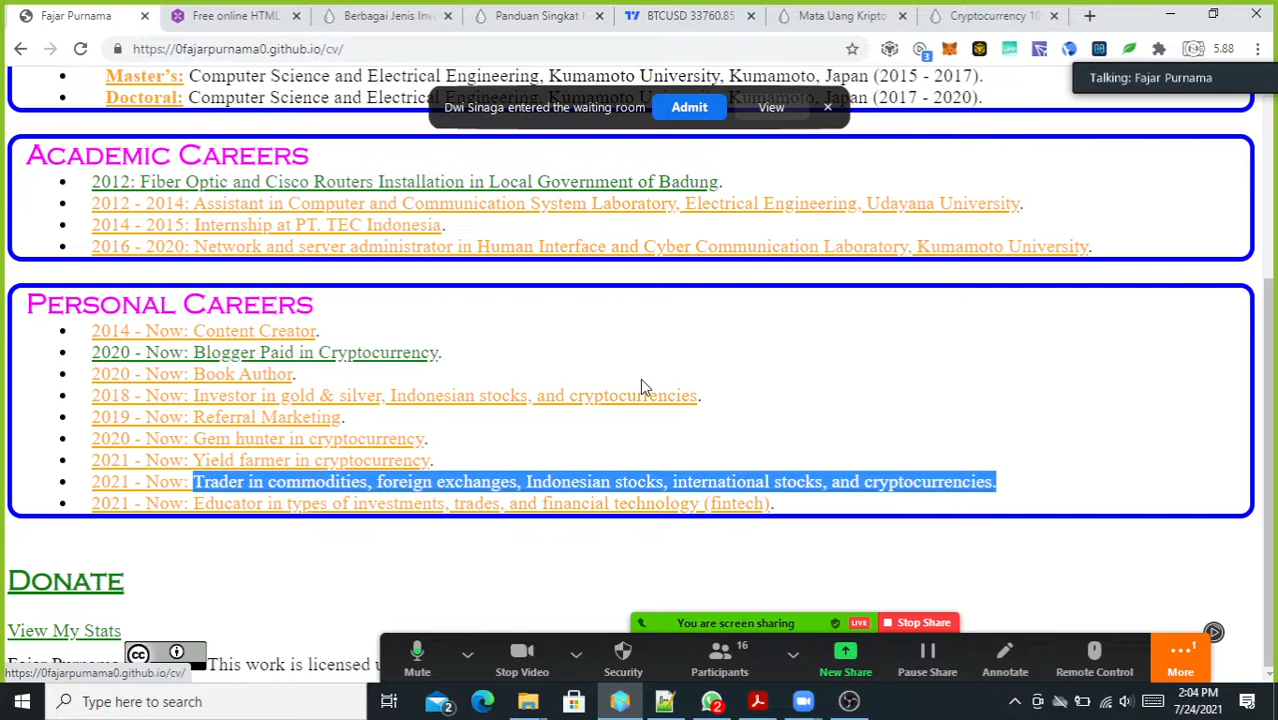 Fajar Purnama
Free online HTML
Berbagai Jenis Inve
Panduan Singkat
BTCUSD 33760.85
Mata Uang Kripto
Cryptocurrency 10
https://0fajarpurnama0.github.io/cv/
3
5.88
Talking: Fajar Purnama
Master's: Computer Science and Electrical Engineering, Kumamoto University, Kumamoto, Japan (2015 - 2017).
Doctoral: Computer Science and Electrical Engineering, Kumamoto University, Kumamoto, Japan (2017 - 2020).
Dwi Sinaga entered the waiting room
Admit
View
Academic Careers
2012: Fiber Optic and Cisco Routers Installation in Local Government of Badung.
2012 - 2014: Assistant in Computer and Communication System Laboratory, Electrical Engineering, Udayana University.
2014 - 2015: Internship at PT. TEC Indonesia.
2016 - 2020: Network and server administrator in Human Interface and Cyber Communication Laboratory, Kumamoto University.
Personal Careers
2014 - Now: Content Creator.
2020 - Now: Blogger Paid in Cryptocurrency.
2020 - Now: Book Author.
2018 - Now: Investor in gold & silver, Indonesian stocks, and cryptocurrencies.
2019 - Now: Referral Marketing.
2020 - Now: Gem hunter in cryptocurrency.
2021 - Now: Yield farmer in cryptocurrency.
2021 - Now: Trader in commodities, foreign exchanges, Indonesian stocks, international stocks, and cryptocurrencies.
2021 - Now: Educator in types of investments, trades, and financial technology (fintech).
Donate
View My Stats
Fajar Purnama
This work is licensed u
https://0fajarpurnama0.github.io/cv/
You are screen sharing
LIVE
Stop Share
Mute
Stop Video
Security
16
Participants
New Share
Pause Share
Annotate
Remote Control
1
More
Type here to search
2
2
2:04 PM
7/24/2021
1